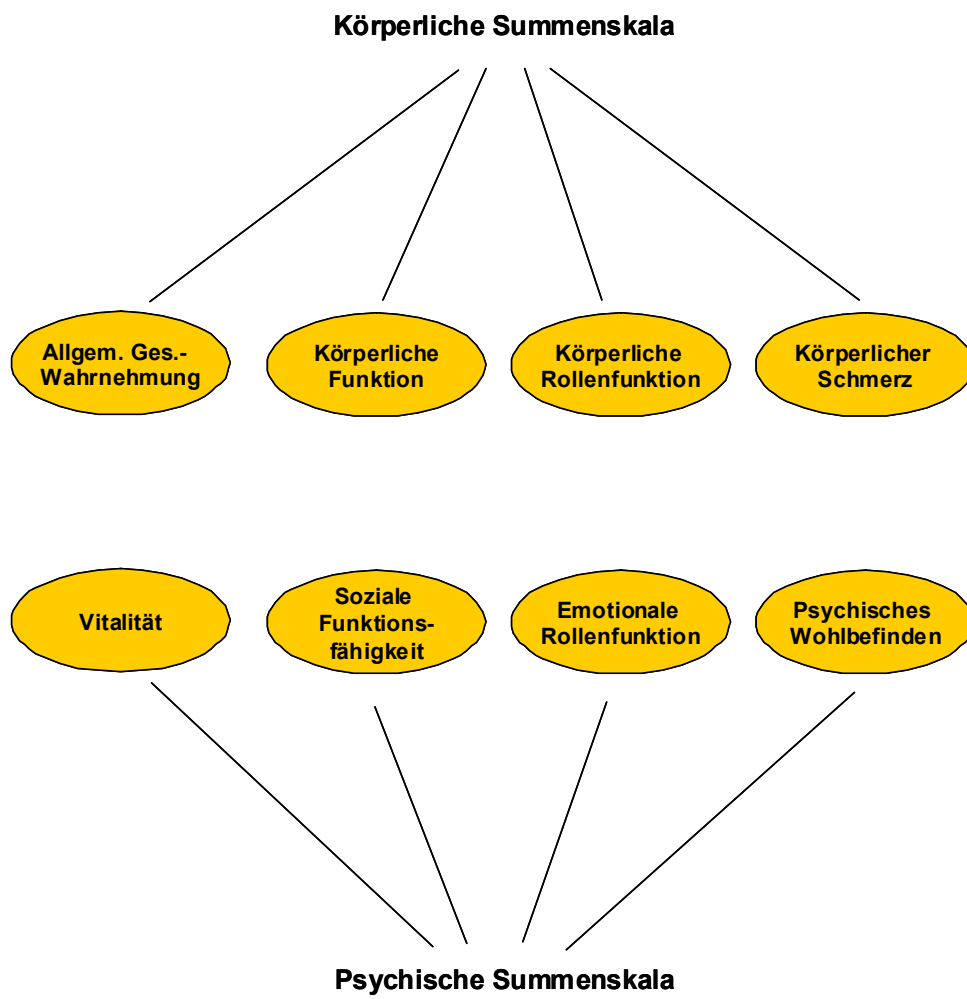 Körperliche Summenskala
Allgem. Ges.-
Wahrnehmung
Körperliche
Funktion
Körperliche
Rollenfunktion
Körperlicher
Schmerz
Vitalität
Soziale
Funktions-
fähigkeit
Emotionale
Rollenfunktion
Psychisches
Wohlbefinden
Psychische Summenskala